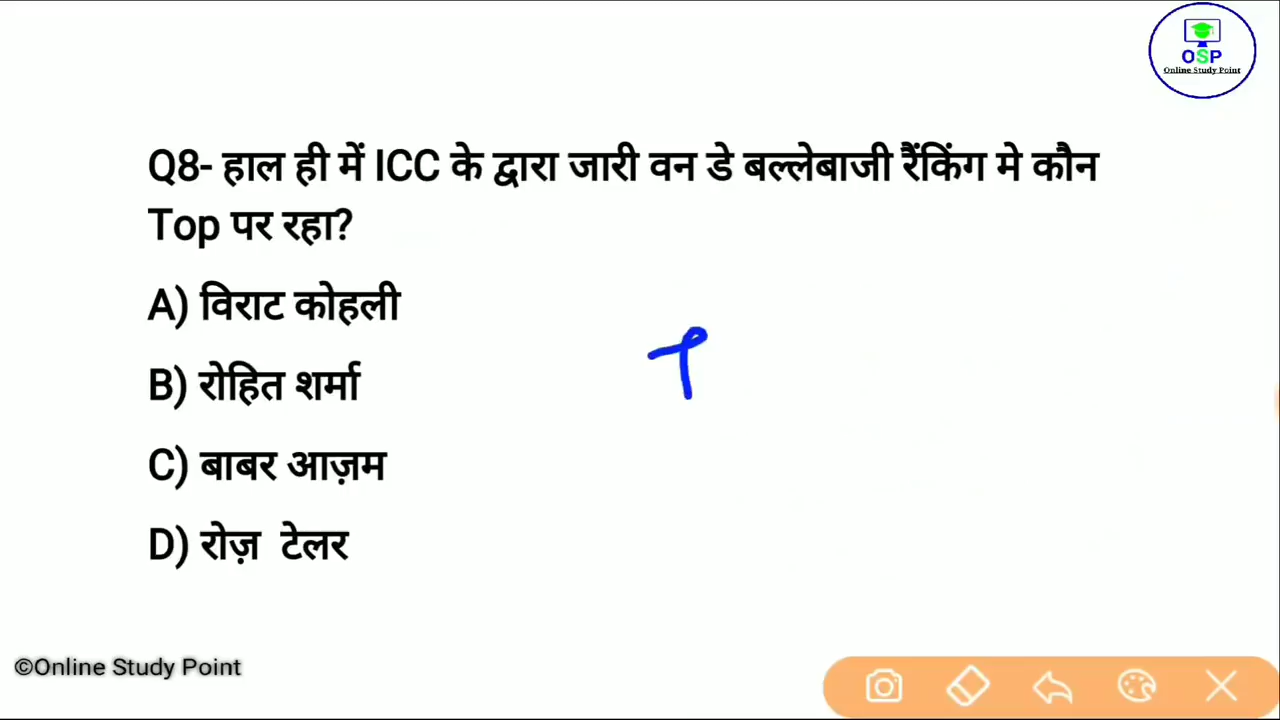 OSP
Online Study Point
Q8- हाल ही में ICC के द्वारा जारी वन डे बल्लेबाजी रैंकिंग मे कौन
Top पर रहा?
A) विराट कोहली
B) रोहित शर्मा
C) बाबर आज़म
D) रोज़ टेलर
©Online Study Point